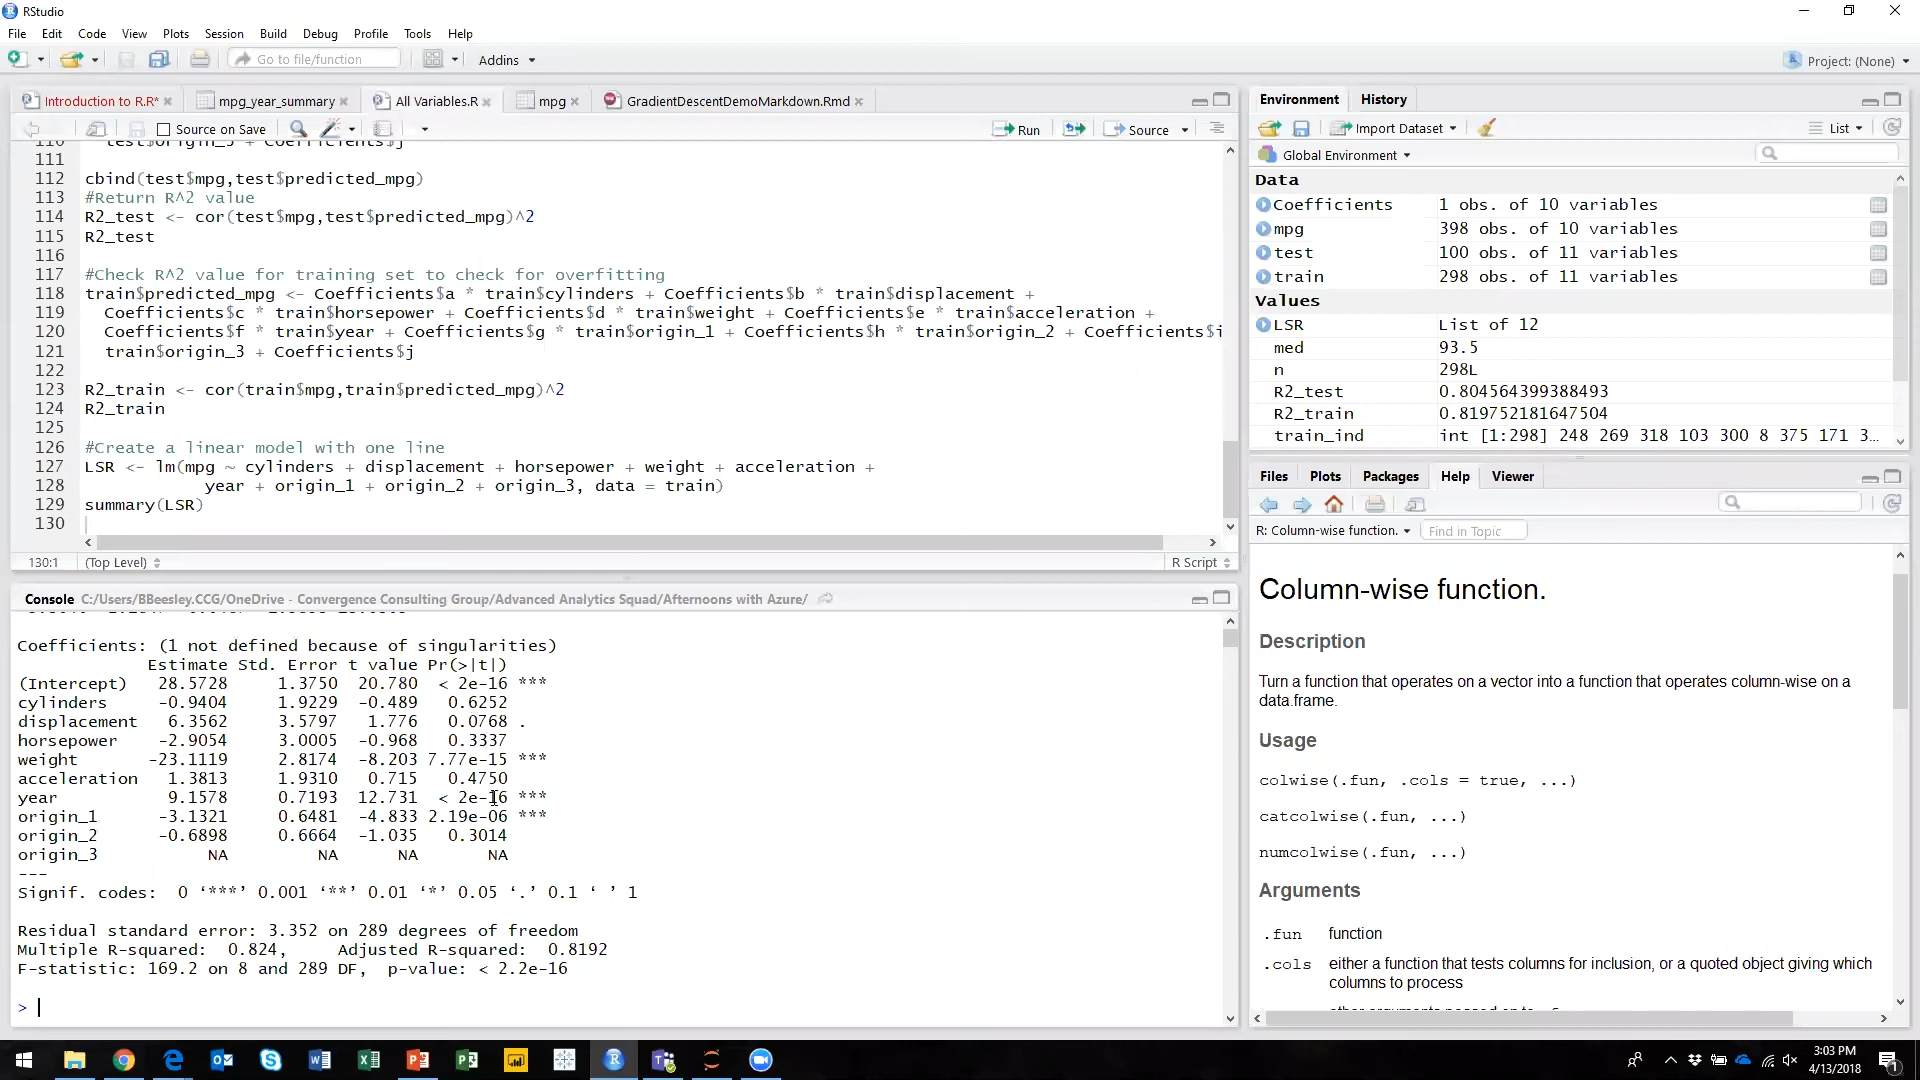 RStudio
File Edit Code View Plots Session Build Debug Profile Tools Help
Go to file/function Addins Project: (None)
Introduction to R.R* mpg_year_summary All Variables.R mpg GradientDescentDemoMarkdown.Rmd
Source on Save Run Source
111
112 cbind(test$mpg,test$predicted_mpg)
113 #Return R^2 value
114 R2_test <- cor(test$mpg,test$predicted_mpg)^2
115 R2_test
116
117 #Check R^2 value for training set to check for overfitting
118 train$predicted_mpg <- Coefficients$a * train$cylinders + Coefficients$b * train$displacement +
119 Coefficients$c * train$horsepower + Coefficients$d * train$weight + Coefficients$e * train$acceleration +
120 Coefficients$f * train$year + Coefficients$g * train$origin_1 + Coefficients$h * train$origin_2 + Coefficients$i
121 train$origin_3 + Coefficients$j
122
123 R2_train <- cor(train$mpg,train$predicted_mpg)^2
124 R2_train
125
126 #Create a linear model with one line
127 LSR <- lm(mpg ~ cylinders + displacement + horsepower + weight + acceleration +
128 year + origin_1 + origin_2 + origin_3, data = train)
129 summary(LSR)
130
130:1 (Top Level) R Script
Console C:/Users/BBeesley.CCG/OneDrive - Convergence Consulting Group/Advanced Analytics Squad/Afternoons with Azure/
Coefficients: (1 not defined because of singularities)
Estimate Std. Error t value Pr(>|t|)
(Intercept) 28.5728 1.3750 20.780 < 2e-16 ***
cylinders -0.9404 1.9229 -0.489 0.6252
displacement 6.3562 3.5797 1.776 0.0768 .
horsepower -2.9054 3.0005 -0.968 0.3337
weight -23.1119 2.8174 -8.203 7.77e-15 ***
acceleration 1.3813 1.9310 0.715 0.4750
year 9.1578 0.7193 12.731 < 2e-16 ***
origin_1 -3.1321 0.6481 -4.833 2.19e-06 ***
origin_2 -0.6898 0.6664 -1.035 0.3014
origin_3 NA NA NA NA
---
Signif. codes: 0 ‘***’ 0.001 ‘**’ 0.01 ‘*’ 0.05 ‘.’ 0.1 ‘ ’ 1
Residual standard error: 3.352 on 289 degrees of freedom
Multiple R-squared: 0.824, Adjusted R-squared: 0.8192
F-statistic: 169.2 on 8 and 289 DF, p-value: < 2.2e-16
>
Environment History
Import Dataset List
Global Environment
Data
Coefficients 1 obs. of 10 variables
mpg 398 obs. of 10 variables
test 100 obs. of 11 variables
train 298 obs. of 11 variables
Values
LSR List of 12
med 93.5
n 298L
R2_test 0.804564399388493
R2_train 0.819752181647504
train_ind int [1:298] 248 269 318 103 300 8 375 171 3...
Files Plots Packages Help Viewer
R: Column-wise function. Find in Topic
Column-wise function.
Description
Turn a function that operates on a vector into a function that operates column-wise on a
data.frame.
Usage
colwise(.fun, .cols = true, ...)
catcolwise(.fun, ...)
numcolwise(.fun, ...)
Arguments
.fun function
.cols either a function that tests columns for inclusion, or a quoted object giving which
columns to process
3:03 PM
4/13/2018